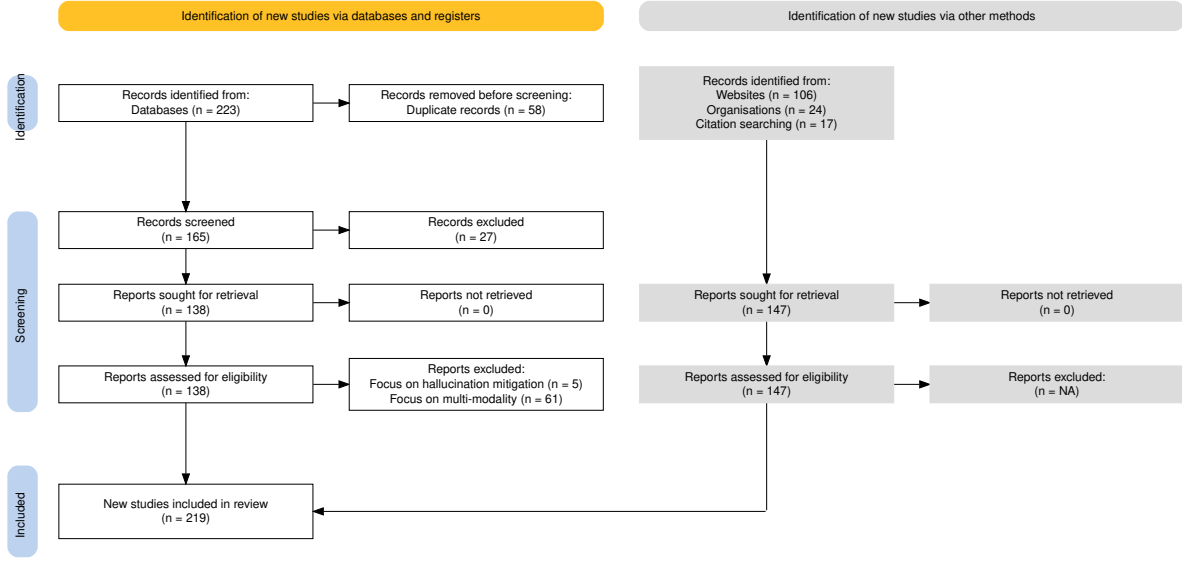 Identification of new studies via databases and registers
Identification of new studies via other methods
Identification
Records identified from:
Databases (n = 223)
Records removed before screening:
Duplicate records (n = 58)
Records identified from:
Websites (n = 106)
Organisations (n = 24)
Citation searching (n = 17)
Screening
Records screened
(n = 165)
Records excluded
(n = 27)
Reports sought for retrieval
(n = 138)
Reports not retrieved
(n = 0)
Reports sought for retrieval
(n = 147)
Reports not retrieved
(n = 0)
Reports assessed for eligibility
(n = 138)
Reports excluded:
Focus on hallucination mitigation (n = 5)
Focus on multi-modality (n = 61)
Reports assessed for eligibility
(n = 147)
Reports excluded:
(n = NA)
Included
New studies included in review
(n = 219)